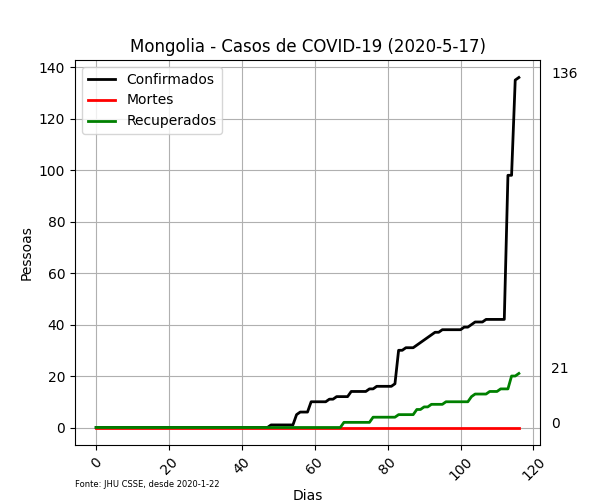 Mongolia - Casos de COVID-19 (2020-5-17)
Confirmados
Mortes
Recuperados
Pessoas
140
120
100
80
60
40
20
0
136
21
0
0
20
40
60
80
100
120
Dias
Fonte: JHU CSSE, desde 2020-1-22